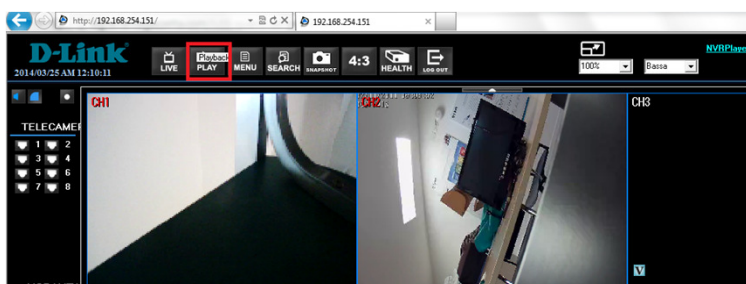 http://192.168.254.151/
192.168.254.151
D-Link
2014/03/25 AM 12:10:11
LIVE
Playback
PLAY
MENU
SEARCH
SNAPSHOT
4:3
HEALTH
LOG OUT
100%
Bassa
NVRPlaye
TELECAMER
CH1
CH2
CH3
1 2
3 4
5 6
7 8
V